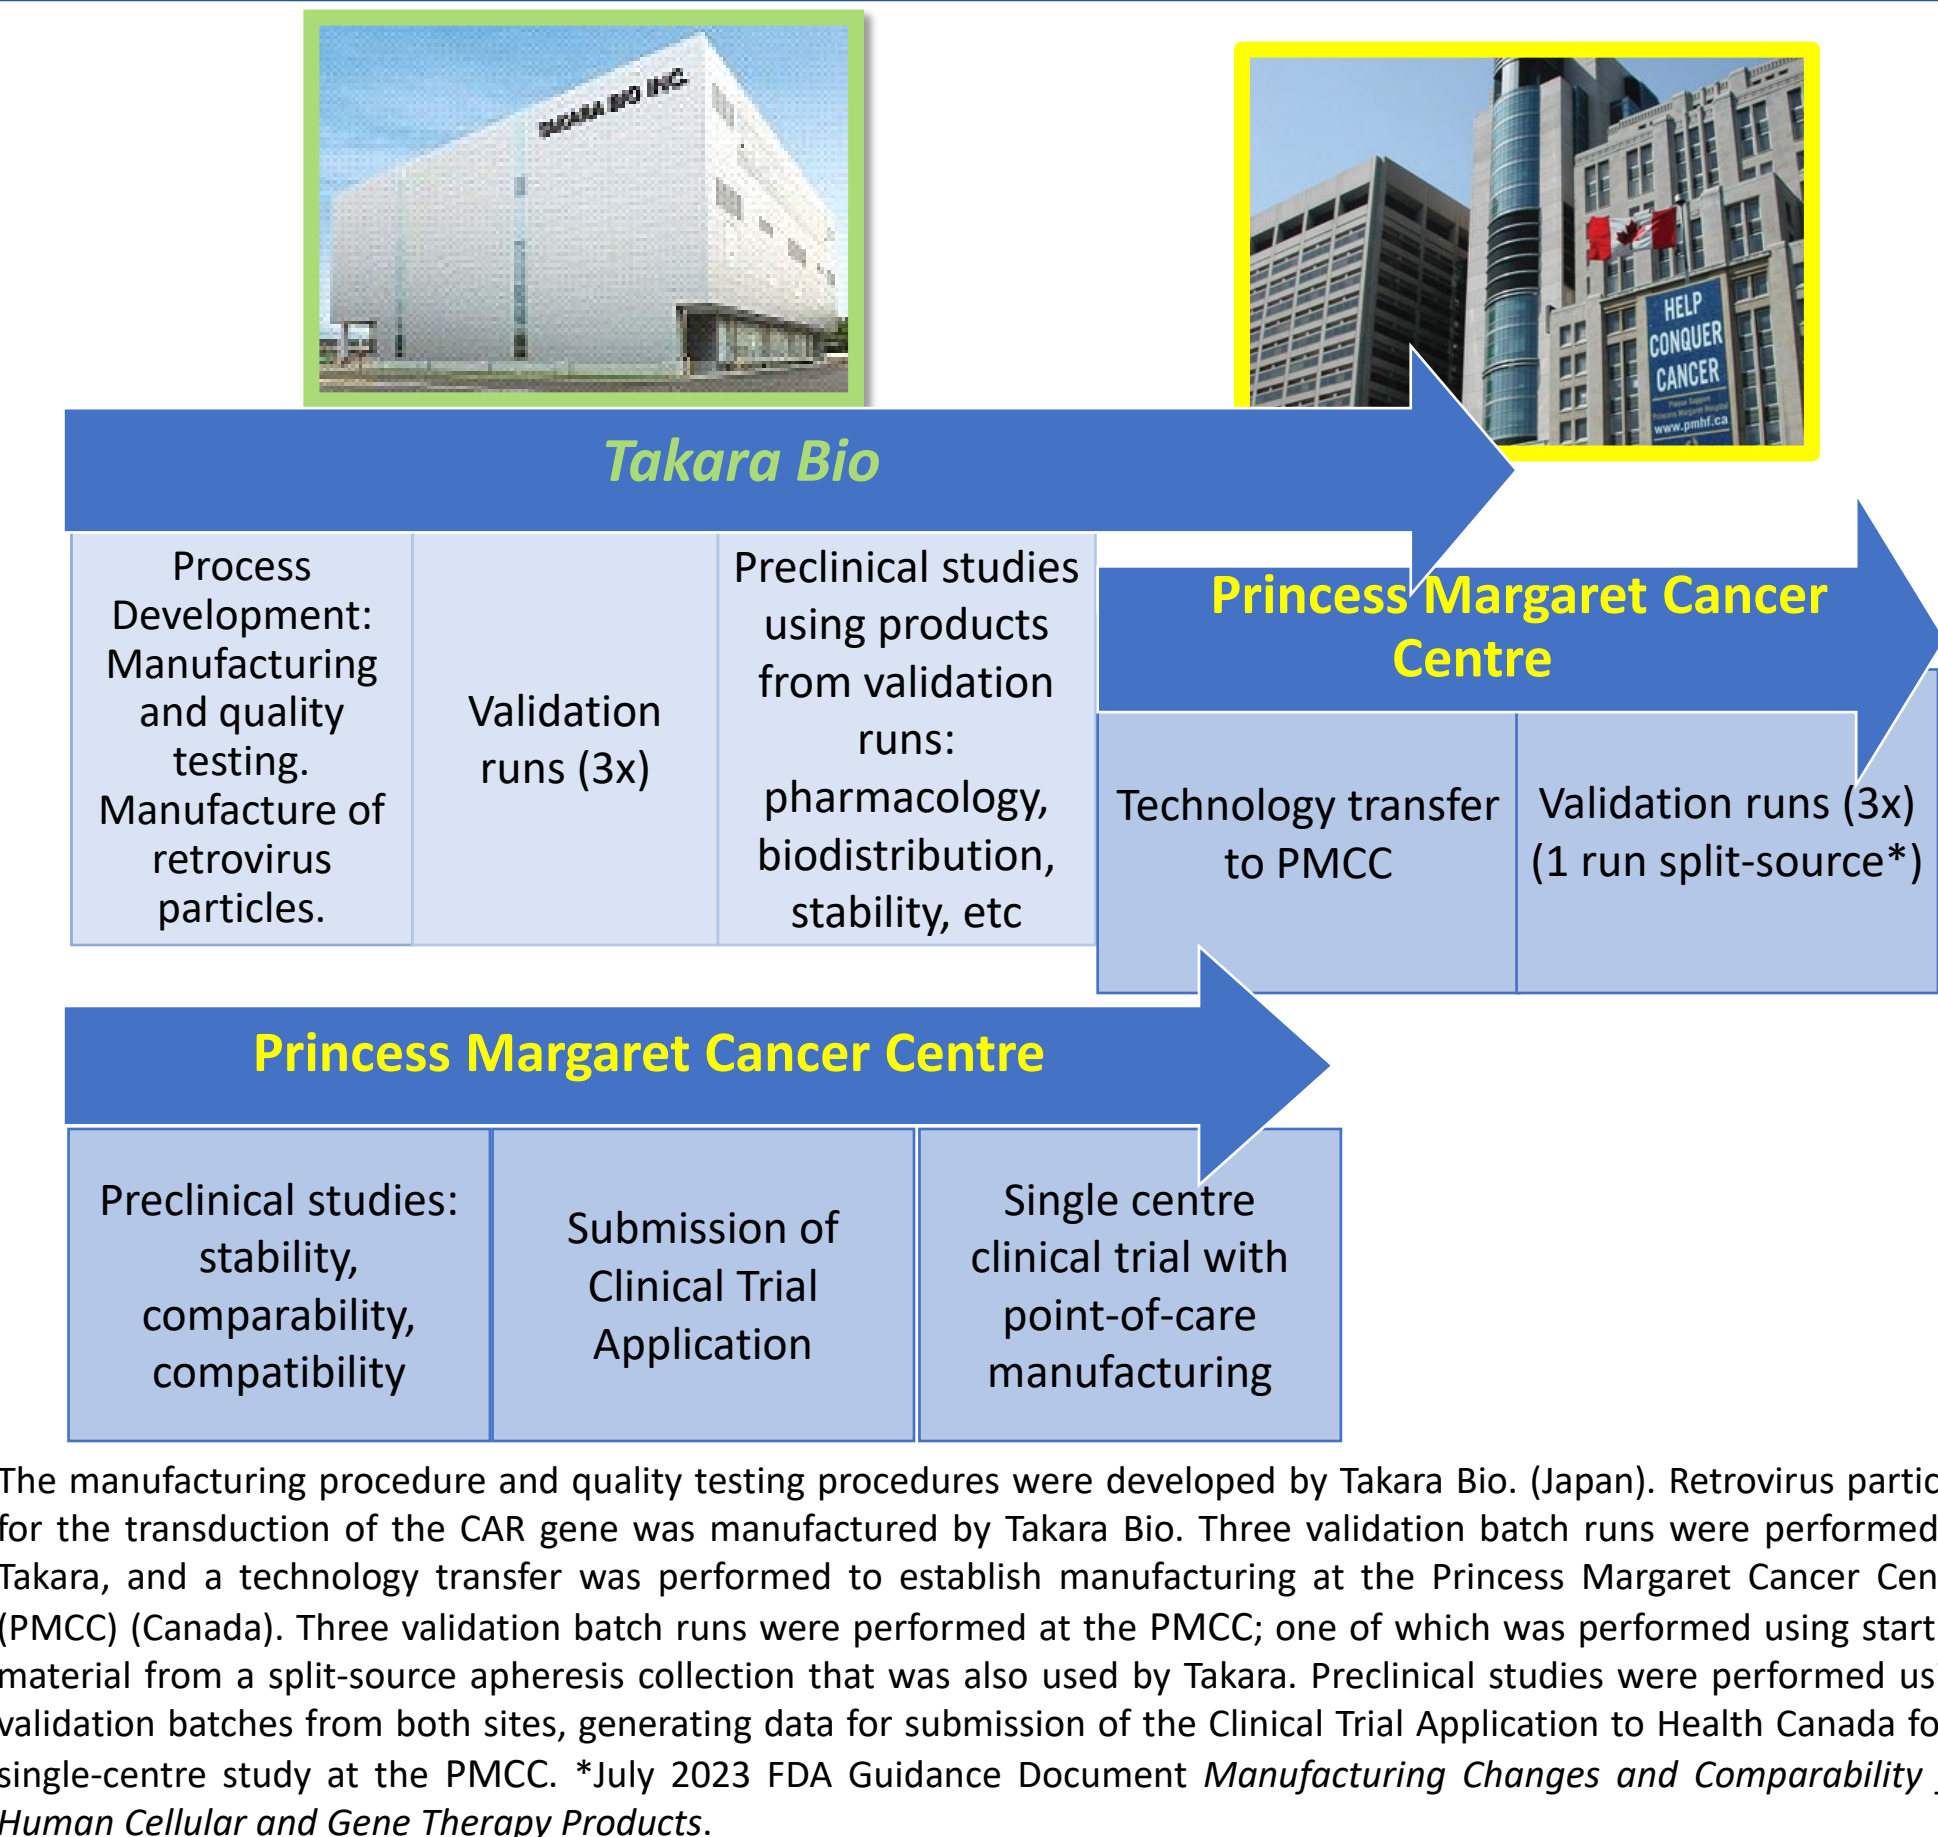 TAKARA BIO INC.
HELP
CONQUER
CANCER
Please Support
Princess Margaret Hospital
www.pmhf.ca
Takara Bio
Process
Development:
Manufacturing
and quality
testing.
Manufacture of
retrovirus
particles.
Validation
runs (3x)
Preclinical studies
using products
from validation
runs:
pharmacology,
biodistribution,
stability, etc
Princess Margaret Cancer
Centre
Technology transfer
to PMCC
Validation runs (3x)
(1 run split-source*)
Princess Margaret Cancer Centre
Preclinical studies:
stability,
comparability,
compatibility
Submission of
Clinical Trial
Application
Single centre
clinical trial with
point-of-care
manufacturing
The manufacturing procedure and quality testing procedures were developed by Takara Bio. (Japan). Retrovirus partic
for the transduction of the CAR gene was manufactured by Takara Bio. Three validation batch runs were performed
Takara, and a technology transfer was performed to establish manufacturing at the Princess Margaret Cancer Cen
(PMCC) (Canada). Three validation batch runs were performed at the PMCC; one of which was performed using start
material from a split-source apheresis collection that was also used by Takara. Preclinical studies were performed us
validation batches from both sites, generating data for submission of the Clinical Trial Application to Health Canada fo
single-centre study at the PMCC. *July 2023 FDA Guidance Document Manufacturing Changes and Comparability
Human Cellular and Gene Therapy Products.